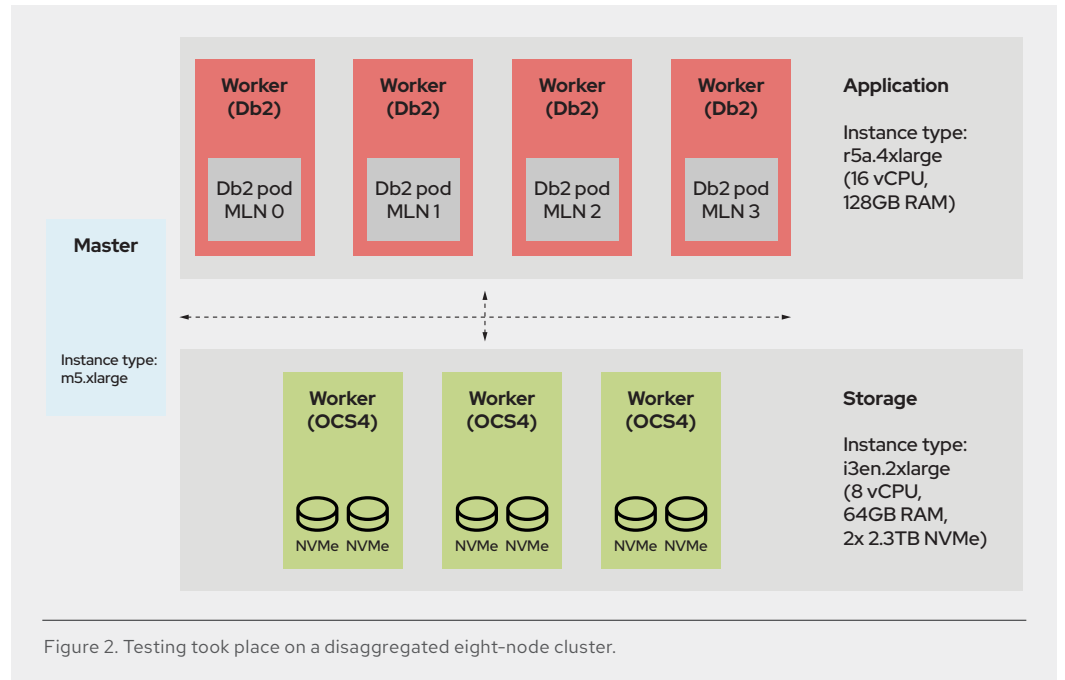 Worker
(Db2)
Db2 pod
MLN 0
Worker
(Db2)
Db2 pod
MLN 1
Worker
(Db2)
Db2 pod
MLN 2
Worker
(Db2)
Db2 pod
MLN 3
Application
Instance type:
r5a.4xlarge
(16 vCPU,
128GB RAM)
Master
Instance type:
m5.xlarge
Worker
(OCS4)
NVMe NVMe
Worker
(OCS4)
NVMe NVMe
Worker
(OCS4)
NVMe NVMe
Storage
Instance type:
i3en.2xlarge
(8 vCPU,
64GB RAM,
2x 2.3TB NVMe)
Figure 2. Testing took place on a disaggregated eight-node cluster.